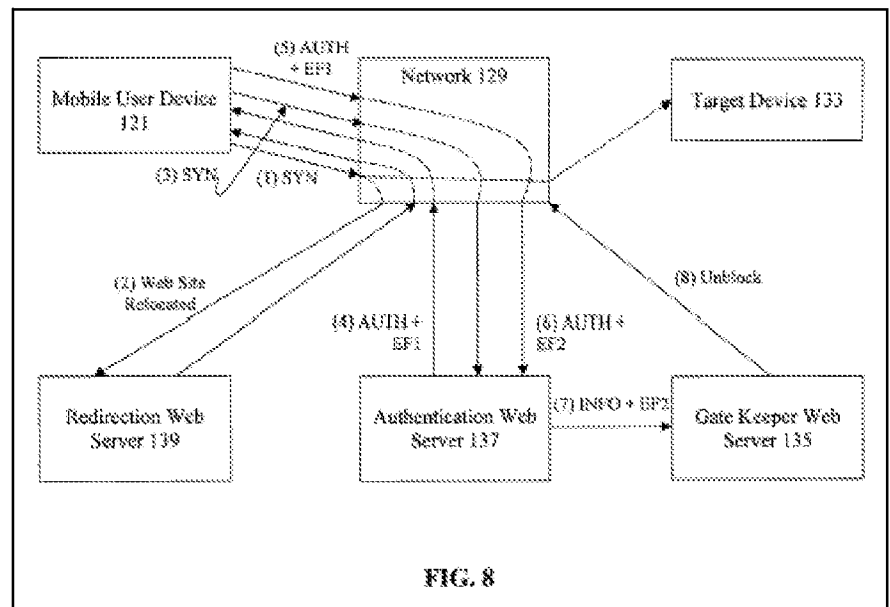 (5) AUTH
+ EF1
Network 129
Mobile User Device
121
Target Device 133
(3) SYN
(1) SYN
(2) Web Site
Relocated
(8) Unblock
(4) AUTH +
EF1
(6) AUTH +
EF2
(7) INFO + EF2
Redirection Web
Server 139
Authentication Web
Server 137
Gate Keeper Web
Server 135
FIG. 8